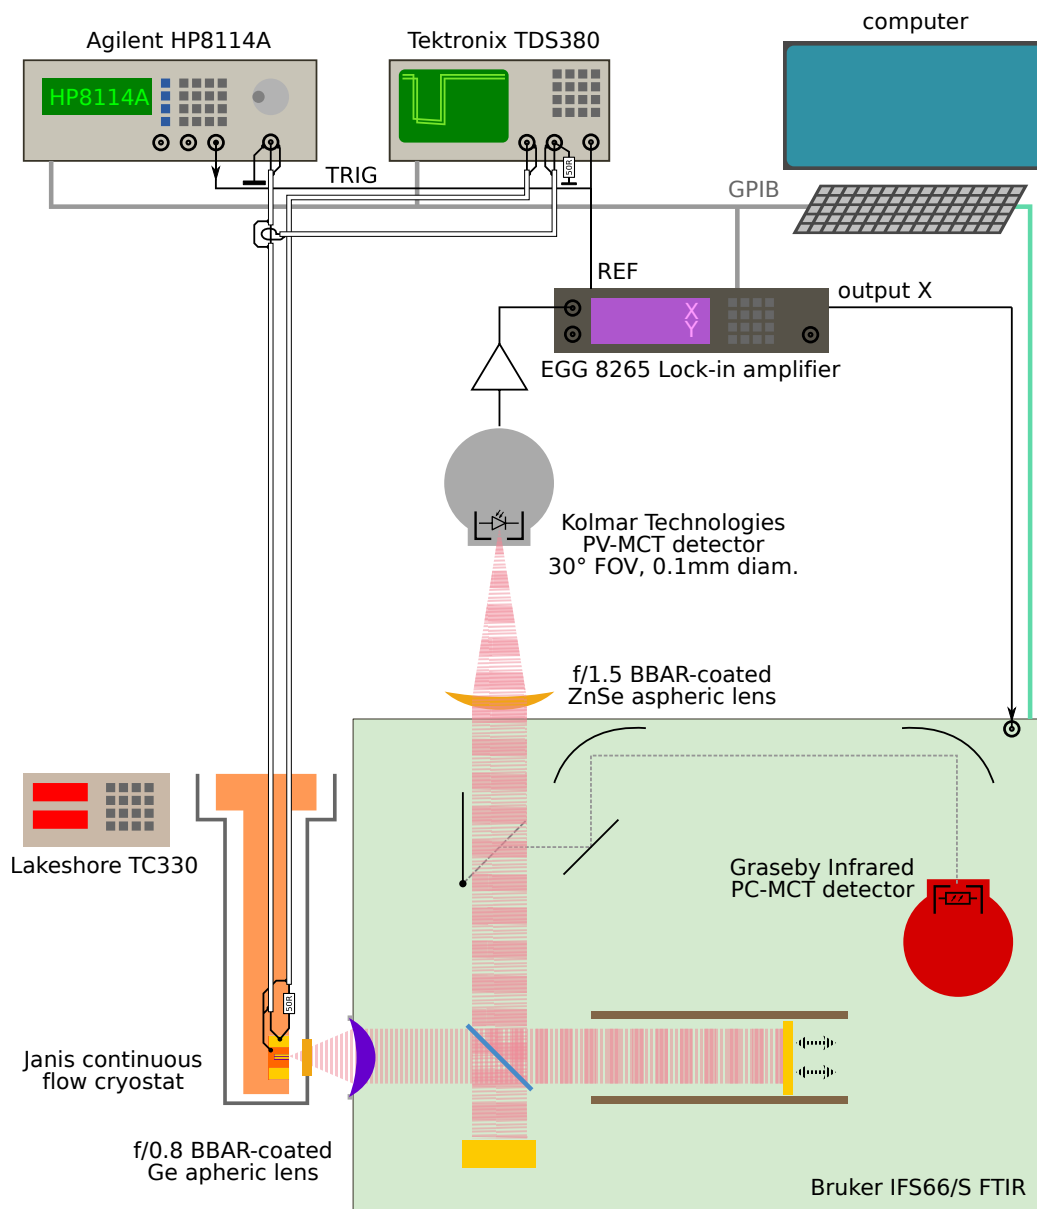 computer
Agilent HP8114A
Tektronix TDS380
HP8114A
50R
TRIG
GPIB
REF
output X
X
Y
EGG 8265 Lock-in amplifier
Kolmar Technologies
PV-MCT detector
30° FOV, 0.1mm diam.
f/1.5 BBAR-coated
ZnSe aspheric lens
Lakeshore TC330
Graseby Infrared
PC-MCT detector
50R
Janis continuous
flow cryostat
f/0.8 BBAR-coated
Ge apheric lens
Bruker IFS66/S FTIR